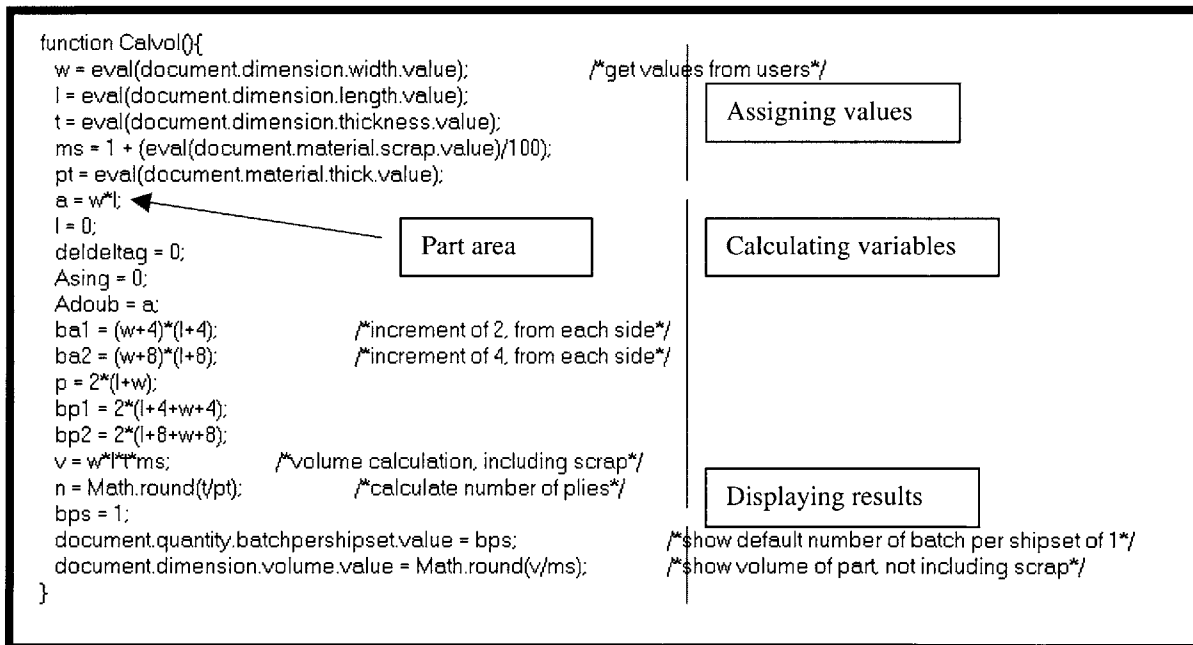 function Calvol(){
w = eval(document.dimension.width.value); /*get values from users*/
l = eval(document.dimension.length.value);
Assigning values
t = eval(document.dimension.thickness.value);
ms = 1 + (eval(document.material.scrap.value)/100);
pt = eval(document.material.thick.value);
a = w*l;
I = 0;
Part area
Calculating variables
deldeltag = 0;
Asing = 0;
Adoub = a;
ba1 = (w+4)*(l+4); /*increment of 2, from each side*/
ba2 = (w+8)*(l+8); /*increment of 4, from each side*/
p = 2*(l+w);
bp1 = 2*(l+4+w+4);
bp2 = 2*(l+8+w+8);
v = w*l*t*ms; /*volume calculation, including scrap*/
n = Math.round(t/pt); /*calculate number of plies*/
Displaying results
bps = 1;
document.quantity.batchpershipset.value = bps; /*show default number of batch per shipset of 1*/
document.dimension.volume.value = Math.round(v/ms); /*show volume of part, not including scrap*/
}